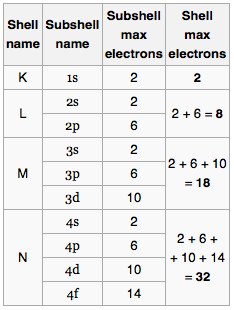 Shell name Subshell name Subshell max electrons Shell max electrons
K 1s 2 2
L 2s 2 2 + 6 = 8
2p 6
M 3s 2 2 + 6 + 10 = 18
3p 6
3d 10
N 4s 2 2 + 6 + + 10 + 14 = 32
4p 6
4d 10
4f 14